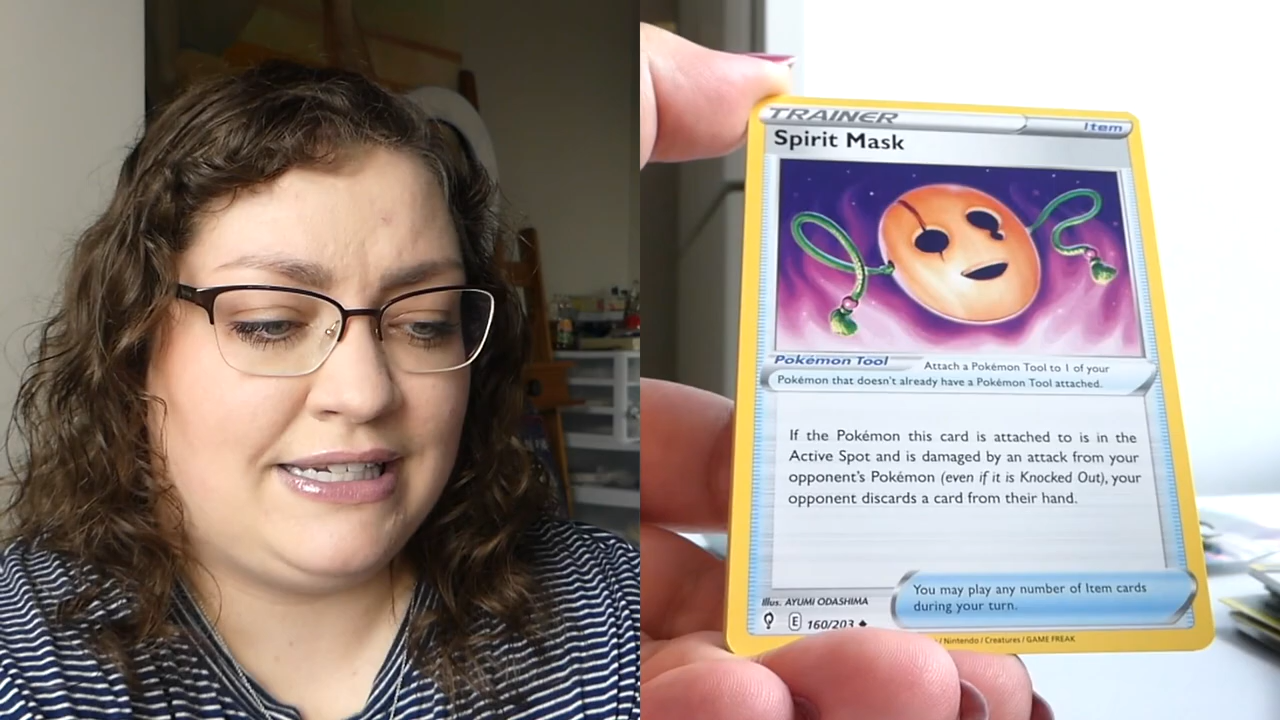 TRAINER
Item
Spirit Mask
Pokémon Tool
Attach a Pokémon Tool to 1 of your
Pokémon that doesn't already have a Pokémon Tool attached.
If the Pokémon this card is attached to is in the
Active Spot and is damaged by an attack from your
opponent's Pokémon (even if it is Knocked Out), your
opponent discards a card from their hand.
You may play any number of Item cards
during your turn.
Illus. AYUMI ODASHIMA
E 160/203
/ Nintendo / Creatures / GAME FREAK